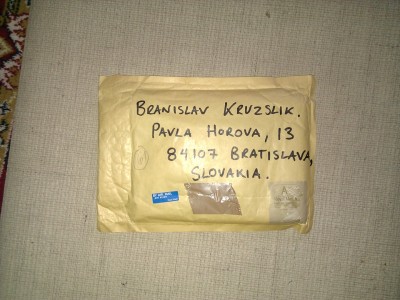 BRANISLAV KRUZSLIK.
PAVLA HOROVA, 13
84107 BRATISLAVA,
SLOVAKIA.